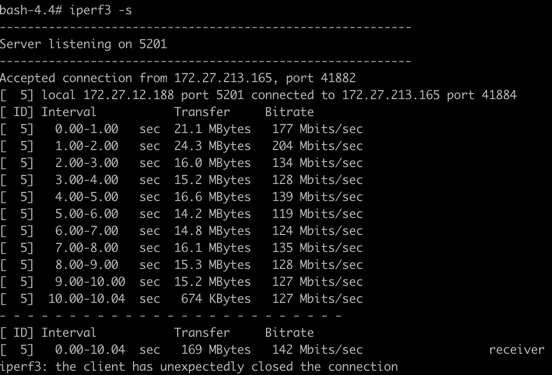 bash-4.4# iperf3 -s
-----------------------------------------------------------
Server listening on 5201
-----------------------------------------------------------
Accepted connection from 172.27.213.165, port 41882
[  5] local 172.27.12.188 port 5201 connected to 172.27.213.165 port 41884
[ ID] Interval           Transfer     Bitrate
[  5]   0.00-1.00   sec  21.1 MBytes   177 Mbits/sec
[  5]   1.00-2.00   sec  24.3 MBytes   204 Mbits/sec
[  5]   2.00-3.00   sec  16.0 MBytes   134 Mbits/sec
[  5]   3.00-4.00   sec  15.2 MBytes   128 Mbits/sec
[  5]   4.00-5.00   sec  16.6 MBytes   139 Mbits/sec
[  5]   5.00-6.00   sec  14.2 MBytes   119 Mbits/sec
[  5]   6.00-7.00   sec  14.8 MBytes   124 Mbits/sec
[  5]   7.00-8.00   sec  16.1 MBytes   135 Mbits/sec
[  5]   8.00-9.00   sec  15.3 MBytes   128 Mbits/sec
[  5]   9.00-10.00  sec  15.2 MBytes   127 Mbits/sec
[  5]  10.00-10.04  sec   674 KBytes   127 Mbits/sec
- - - - - - - - - - - - - - - - - - - - - - - - -
[ ID] Interval           Transfer     Bitrate
[  5]   0.00-10.04  sec   169 MBytes   142 Mbits/sec                  receiver
iperf3: the client has unexpectedly closed the connection